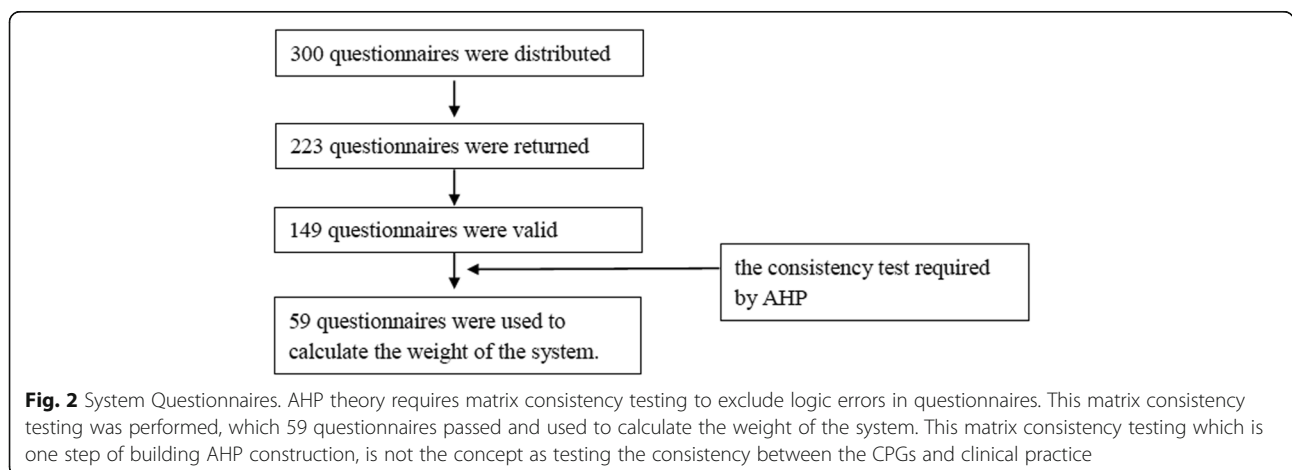 300 questionnaires were distributed
223 questionnaires were returned
149 questionnaires were valid
the consistency test required
by AHP
59 questionnaires were used to
calculate the weight of the system.
Fig. 2 System Questionnaires. AHP theory requires matrix consistency testing to exclude logic errors in questionnaires. This matrix consistency
testing was performed, which 59 questionnaires passed and used to calculate the weight of the system. This matrix consistency testing which is
one step of building AHP construction, is not the concept as testing the consistency between the CPGs and clinical practice